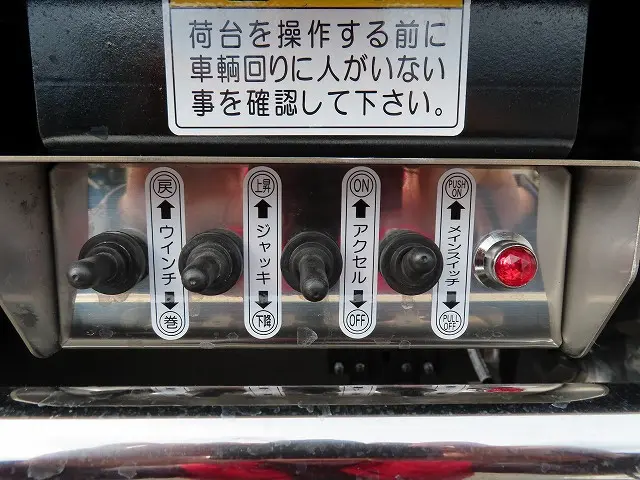 荷台を操作する前に
車輌回りに人がいない
事を確認して下さい。
戻
ウインチ
巻
上昇
ジャッキ
下降
ON
アクセル
OFF
PUSH
ON
メインスイッチ
PULL
OFF